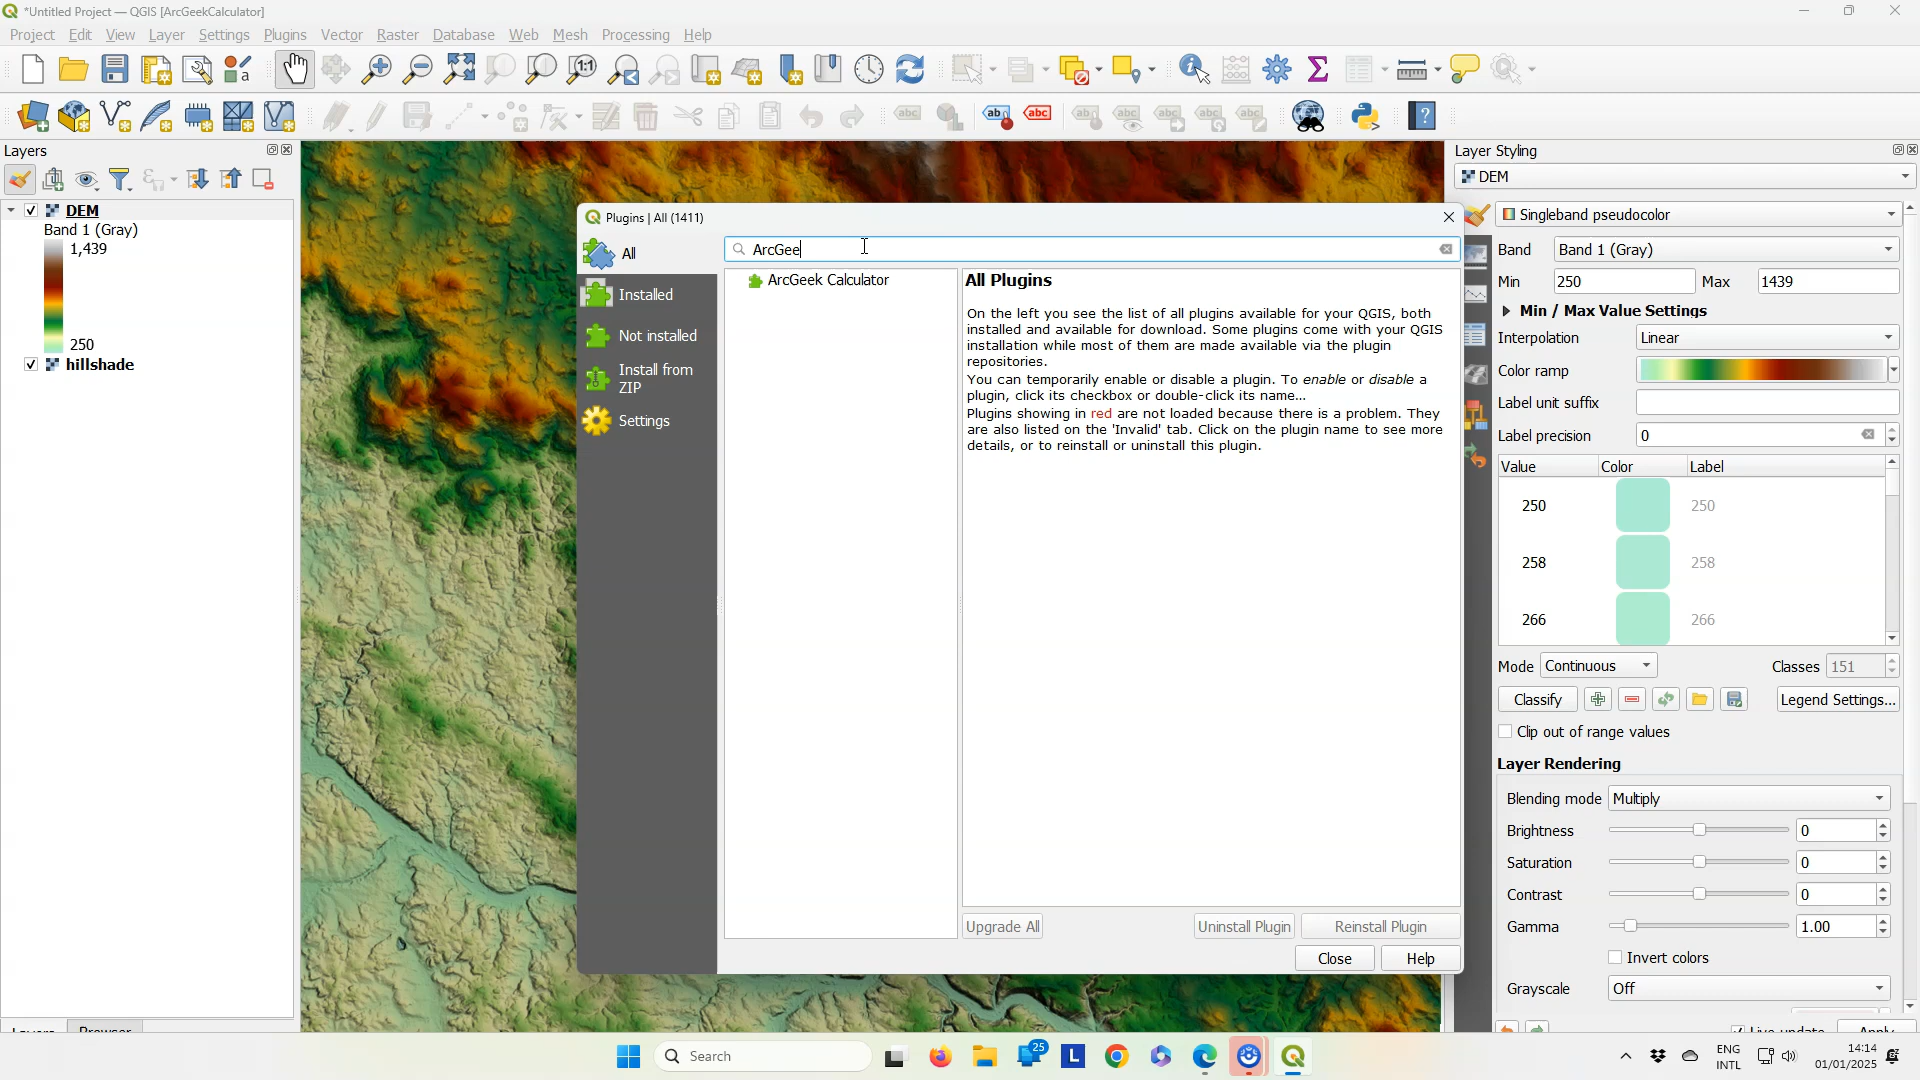 *Untitled Project — QGIS [ArcGeekCalculator]
Project Edit View Layer Settings Plugins Vector Raster Database Web Mesh Processing Help
Layers
DEM
Band 1 (Gray)
1,439
250
hillshade
Plugins | All (1411)
All
Installed
Not installed
Install from
ZIP
Settings
ArcGee
ArcGeek Calculator
All Plugins
On the left you see the list of all plugins available for your QGIS, both
installed and available for download. Some plugins come with your QGIS
installation while most of them are made available via the plugin
repositories.
You can temporarily enable or disable a plugin. To enable or disable a
plugin, click its checkbox or double-click its name...
Plugins showing in red are not loaded because there is a problem. They
are also listed on the 'Invalid' tab. Click on the plugin name to see more
details, or to reinstall or uninstall this plugin.
Upgrade All Uninstall Plugin Reinstall Plugin
Close Help
Layer Styling
DEM
Singleband pseudocolor
Band Band 1 (Gray)
Min 250 Max 1439
Min / Max Value Settings
Interpolation Linear
Color ramp
Label unit suffix
Label precision 0
Value Color Label
250 250
258 258
266 266
Mode Continuous Classes 151
Classify Legend Settings...
Clip out of range values
Layer Rendering
Blending mode Multiply
Brightness 0
Saturation 0
Contrast 0
Gamma 1.00
Invert colors
Grayscale Off
Live update Apply
Layers Browser
Search
25
L
ENG
INTL
14:14
01/01/2025